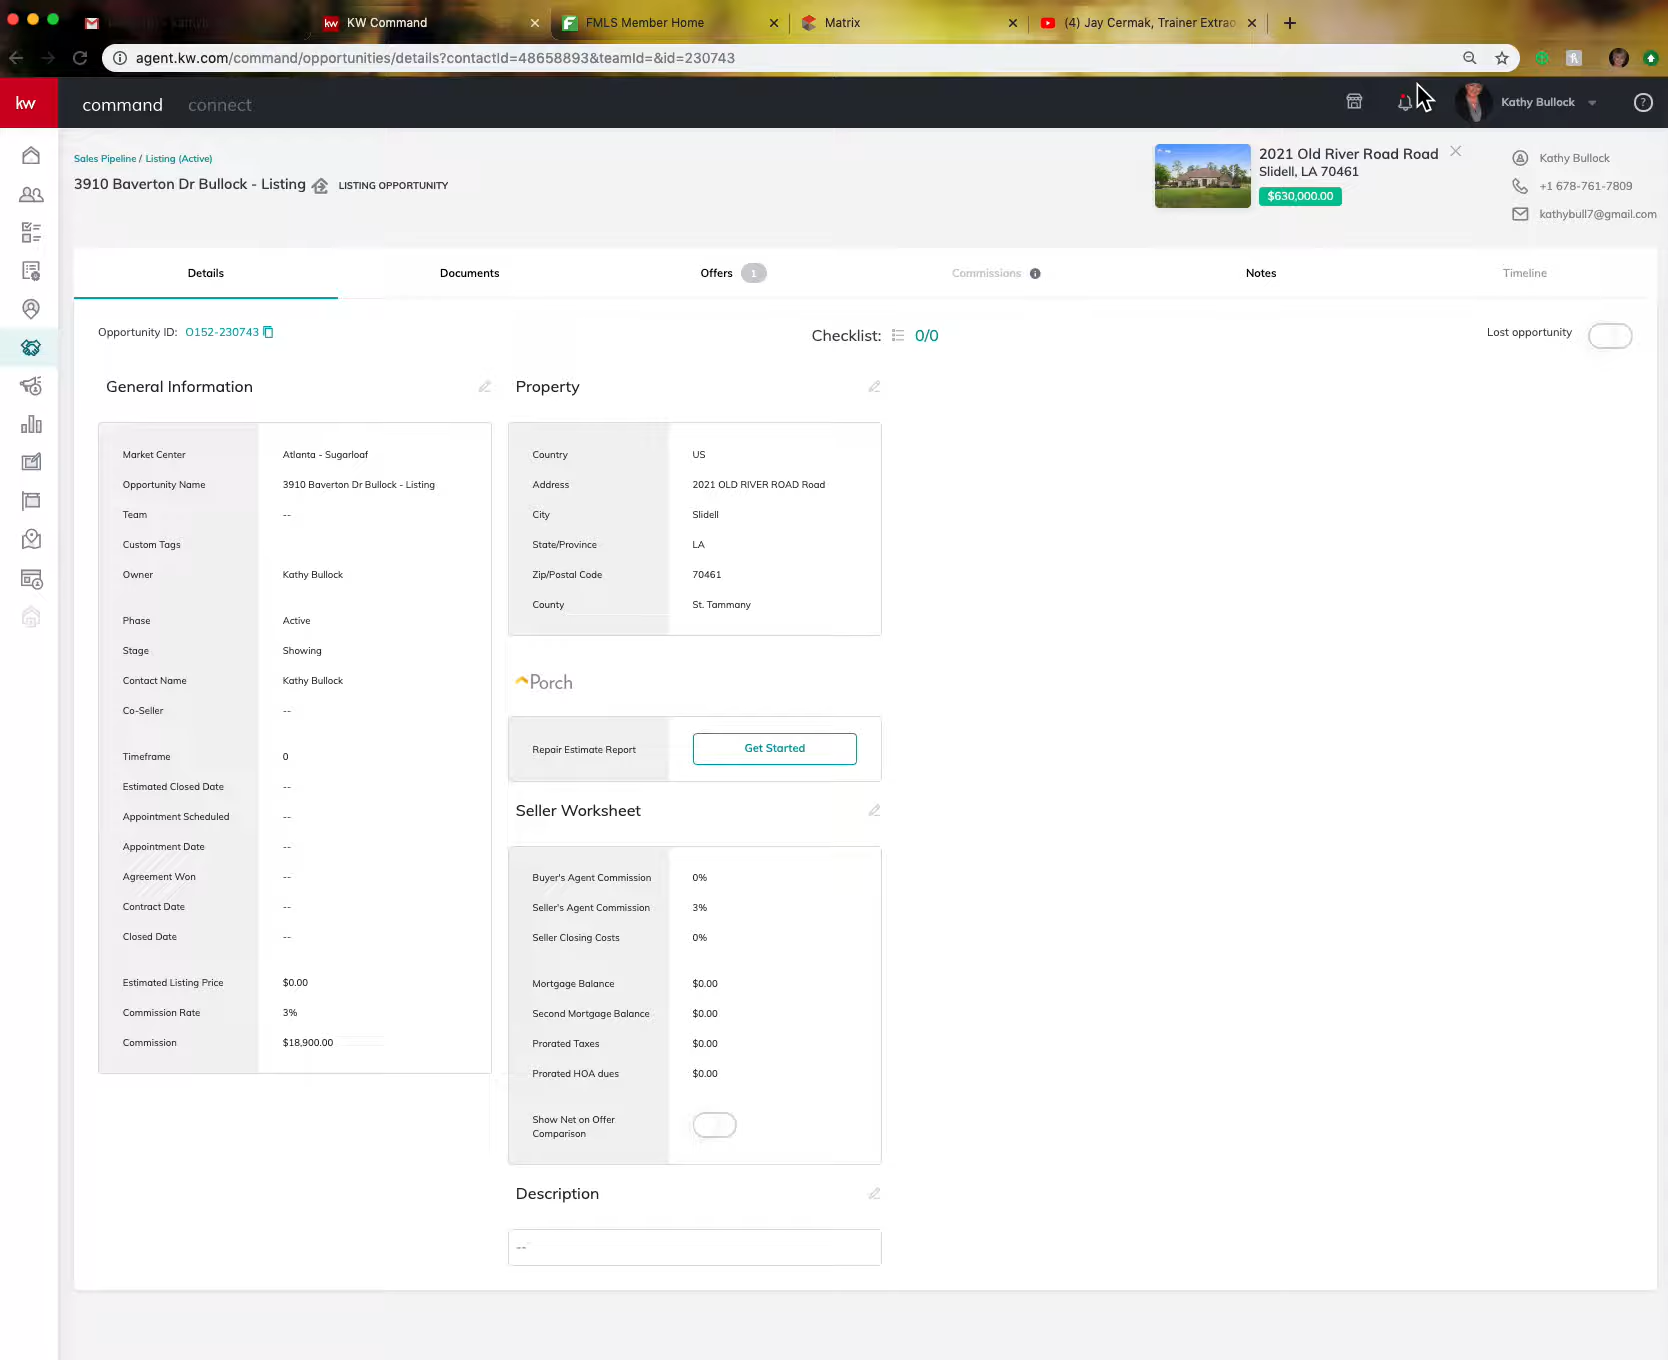 KW Command
FMLS Member Home
Matrix
(4) Jay Cermak, Trainer Extrao
agent.kw.com/command/opportunities/details?contactId=48658893&teamId=&id=230743
kw
command
connect
Kathy Bullock
Sales Pipeline / Listing (Active)
3910 Baverton Dr Bullock - Listing
LISTING OPPORTUNITY
2021 Old River Road Road
Slidell, LA 70461
$630,000.00
Kathy Bullock
+1 678-761-7809
kathybull7@gmail.com
Details
Documents
Offers 1
Commissions
Notes
Timeline
Opportunity ID: O152-230743
Checklist: 0/0
Lost opportunity
General Information
Market Center Atlanta - Sugarloaf
Opportunity Name 3910 Baverton Dr Bullock - Listing
Team --
Custom Tags
Owner Kathy Bullock
Phase Active
Stage Showing
Contact Name Kathy Bullock
Co-Seller --
Timeframe 0
Estimated Closed Date --
Appointment Scheduled --
Appointment Date --
Agreement Won --
Contract Date --
Closed Date --
Estimated Listing Price $0.00
Commission Rate 3%
Commission $18,900.00
Property
Country US
Address 2021 OLD RIVER ROAD Road
City Slidell
State/Province LA
Zip/Postal Code 70461
County St. Tammany
Porch
Repair Estimate Report Get Started
Seller Worksheet
Buyer's Agent Commission 0%
Seller's Agent Commission 3%
Seller Closing Costs 0%
Mortgage Balance $0.00
Second Mortgage Balance $0.00
Prorated Taxes $0.00
Prorated HOA dues $0.00
Show Net on Offer
Comparison
Description
--